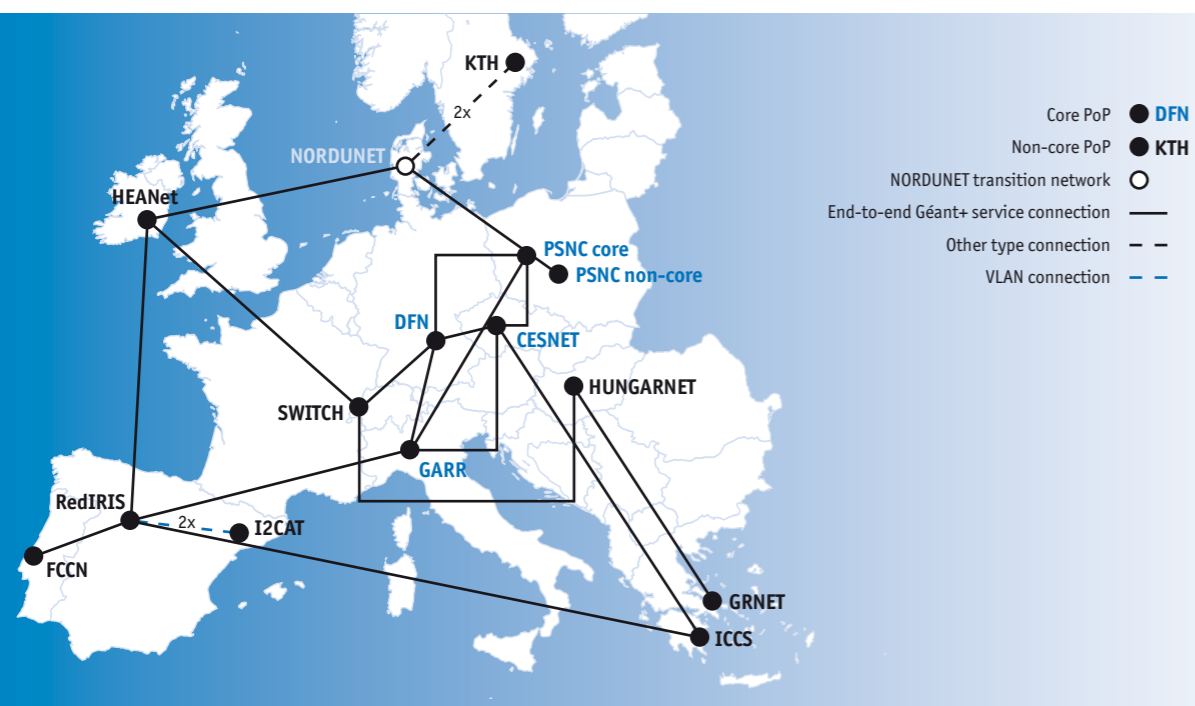 KTH
2x
NORDUNET
HEANet
PSNC core
PSNC non-core
DFN
CESNET
HUNGARNET
SWITCH
GARR
RedIRIS
2x
I2CAT
FCCN
GRNET
ICCS
Core PoP DFN
Non-core PoP KTH
NORDUNET transition network
End-to-end Géant+ service connection
Other type connection
VLAN connection